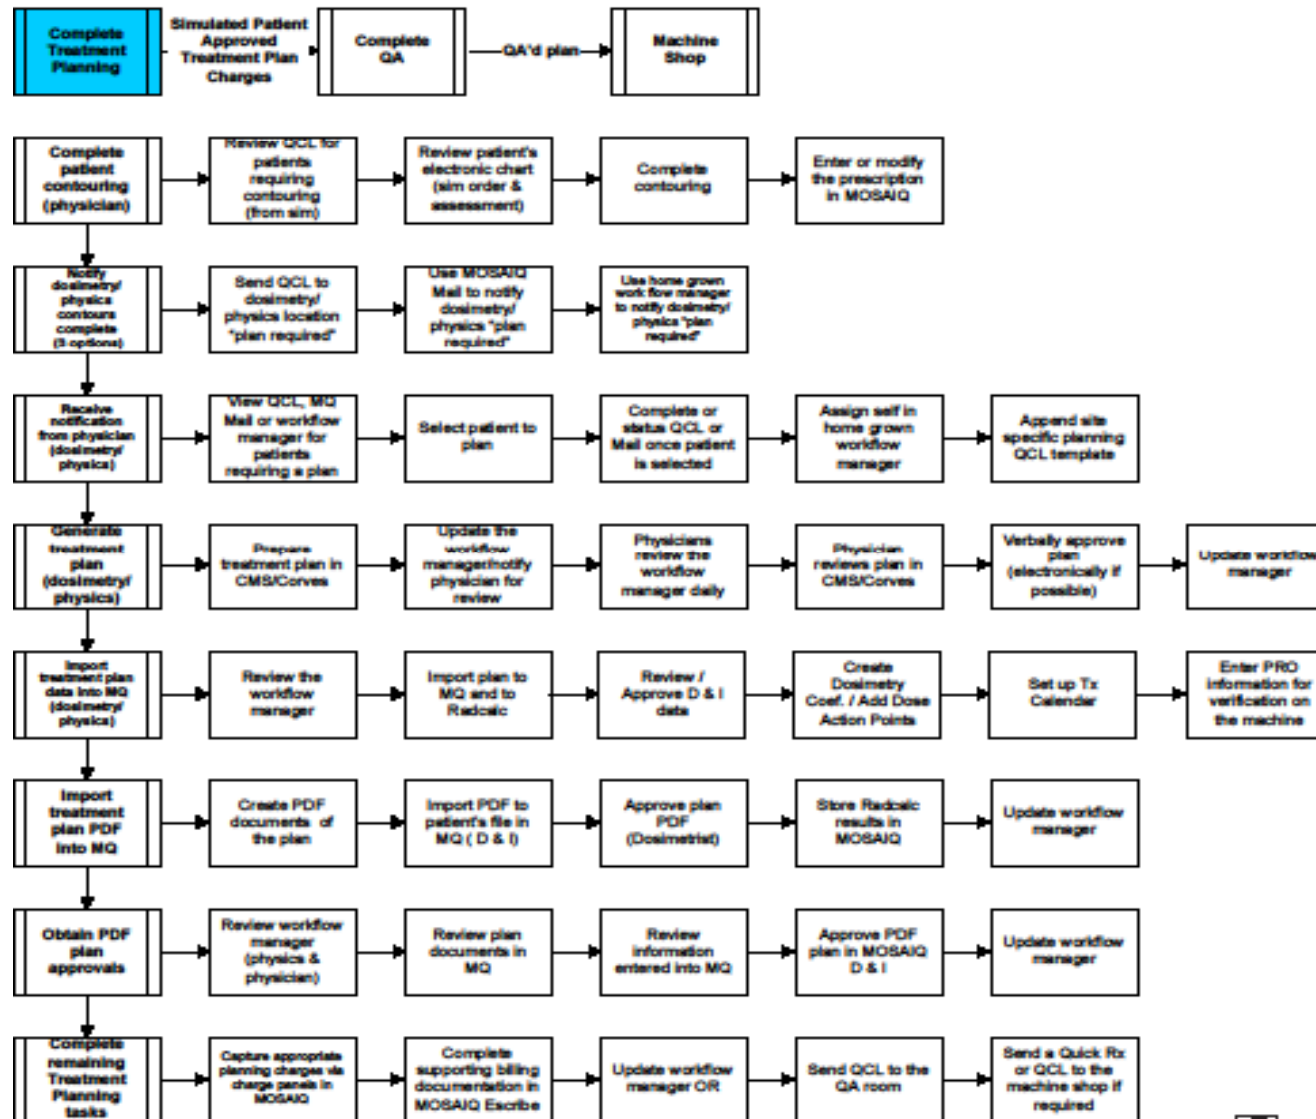 Complete
Treatment
Planning
Simulated Patient
Approved
Treatment Plan
Charges
Complete
QA
QA'd plan
Machine
Shop
Complete
patient
contouring
(physician)
Review QCL for
patients
requiring
contouring
(from sim)
Review patient's
electronic chart
(sim order &
assessment)
Complete
contouring
Enter or modify
the prescription
in MOSAIQ
Notify
dosimetry/
physics
contours
complete
(3 options)
Send QCL to
dosimetry/
physics location
"plan required"
Use MOSAIQ
Mail to notify
dosimetry/
physics "plan
required"
Use home grown
work flow manager
to notify dosimetry/
physics "plan
required"
Receive
notification
from physician
(dosimetry/
physics)
View QCL, MQ
Mail or workflow
manager for
patients
requiring a plan
Select patient to
plan
Complete or
status QCL or
Mail once patient
is selected
Assign self in
home grown
workflow
manager
Append site
specific planning
QCL template
Generate
treatment
plan
(dosimetry/
physics)
Prepare
treatment plan in
CMS/Corves
Update the
workflow
manager/notify
physician for
review
Physicians
review the
workflow
manager daily
Physician
reviews plan in
CMS/Corves
Verbally approve
plan
(electronically if
possible)
Update workflow
manager
Import
treatment plan
data into MQ
(dosimetry/
physics)
Review the
workflow
manager
Import plan to
MQ and to
Radcalc
Review /
Approve D & I
data
Create
Dosimetry
Coef. / Add Dose
Action Points
Set up Tx
Calendar
Enter PRO
information for
verification on
the machine
Import
treatment
plan PDF
into MQ
Create PDF
documents of
the plan
Import PDF to
patient's file in
MQ ( D & I)
Approve plan
PDF
(Dosimetrist)
Store Radcalc
results in
MOSAIQ
Update workflow
manager
Obtain PDF
plan
approvals
Review workflow
manager
(physics &
physician)
Review plan
documents in
MQ
Review
information
entered into MQ
Approve PDF
plan in MOSAIQ
D & I
Update workflow
manager
Complete
remaining
Treatment
Planning
tasks
Capture appropriate
planning charges via
charge panels in
MOSAIQ
Complete
supporting billing
documentation in
MOSAIQ Escribe
Update workflow
manager OR
Send QCL to the
QA room
Send a Quick Rx
or QCL to the
machine shop if
required